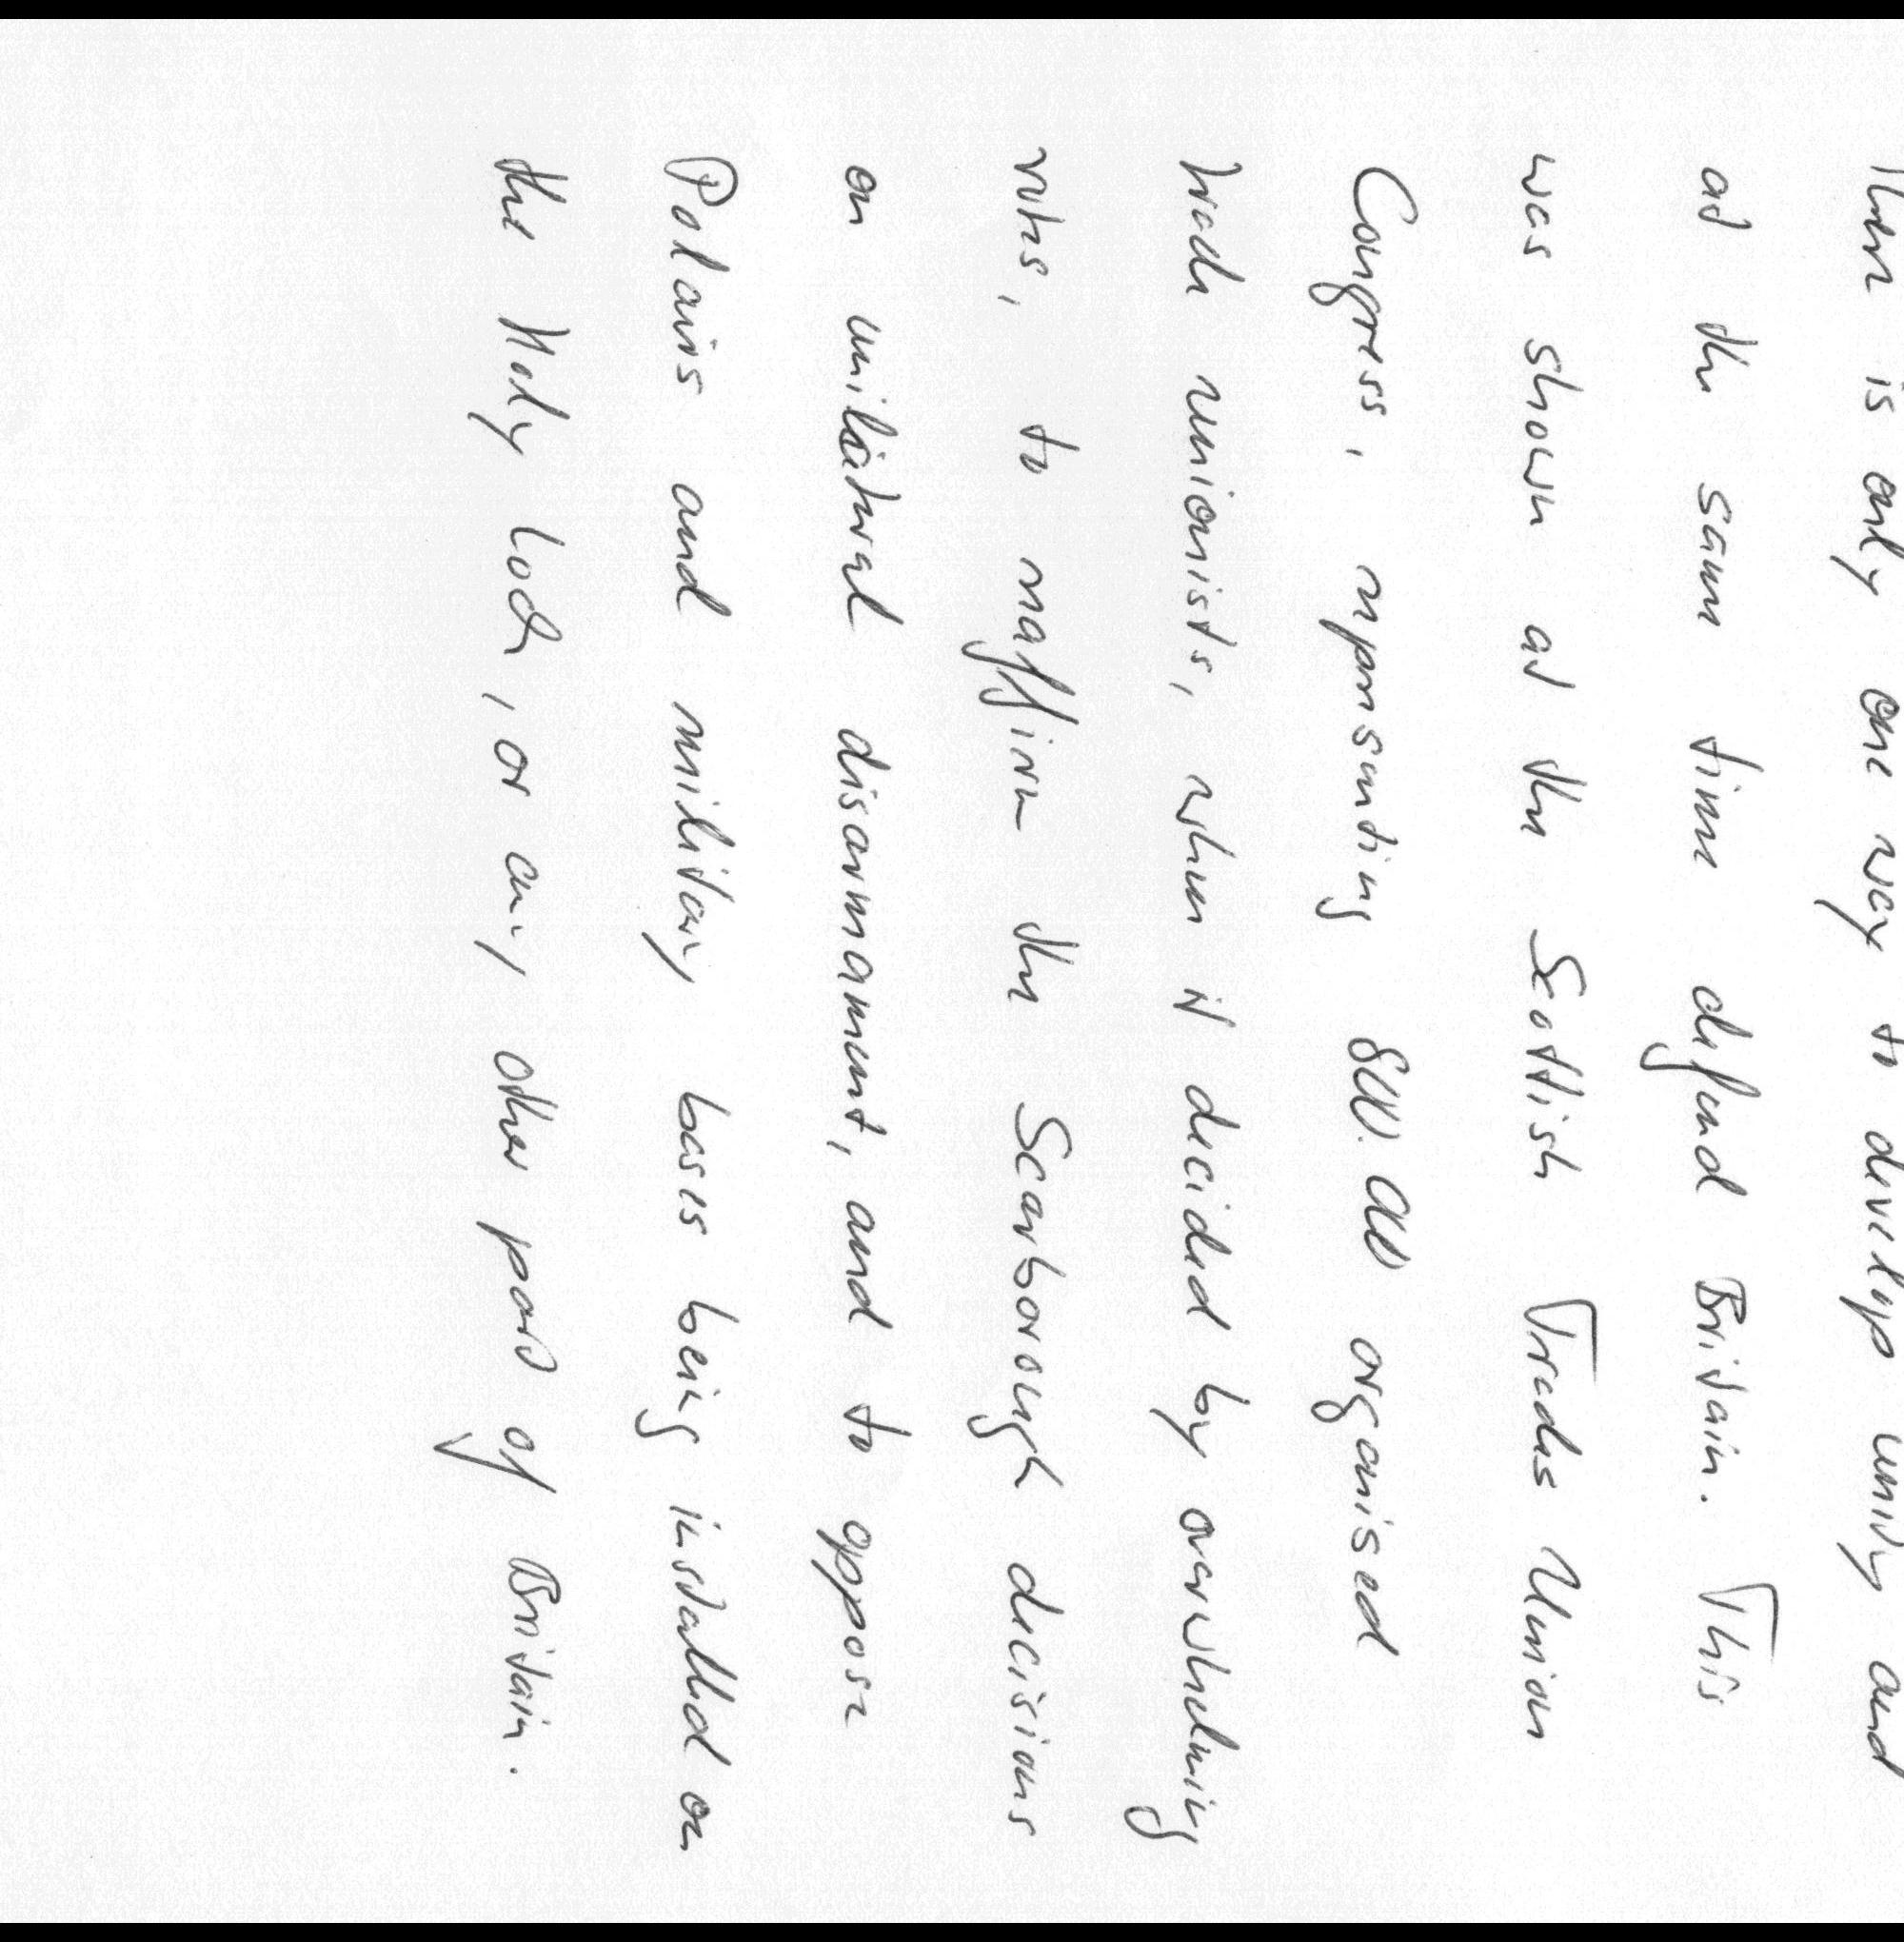 There is only one way to develop unity and
at the same time defend Britain. This
was shown at the Scottish Trades Union
Congress, representing 800.000 organised
trade unionists, when it decided by overwhelming
votes, to reaffirm the Scarborough decisions
on unilateral disarmament, and to oppose
Polaris and military bases being installed on
the Holy Loch, or any other part of Britain.